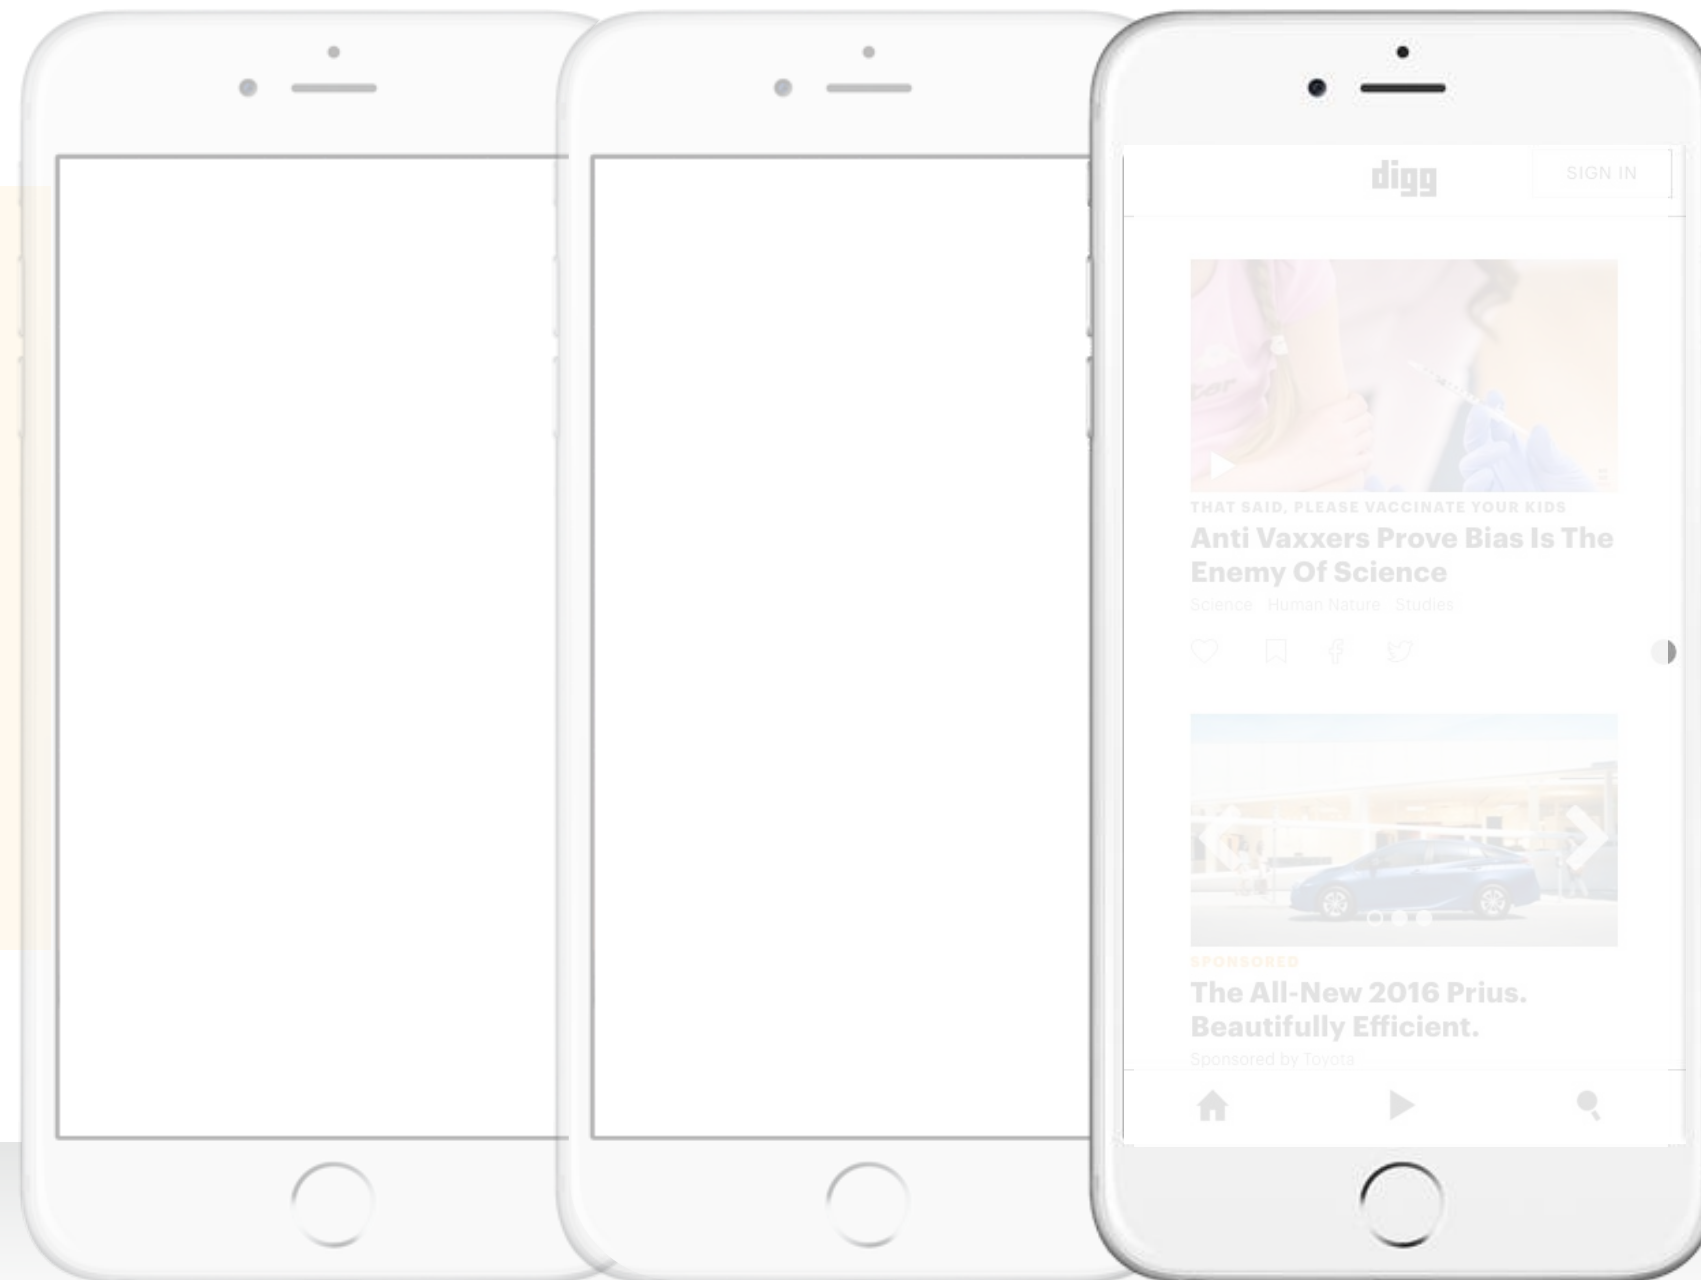 digg
SIGN IN
THAT SAID, PLEASE VACCINATE YOUR KIDS
Anti Vaxxers Prove Bias Is The
Enemy Of Science
Science Human Nature Studies
SPONSORED
The All-New 2016 Prius.
Beautifully Efficient.
Sponsored by Toyota